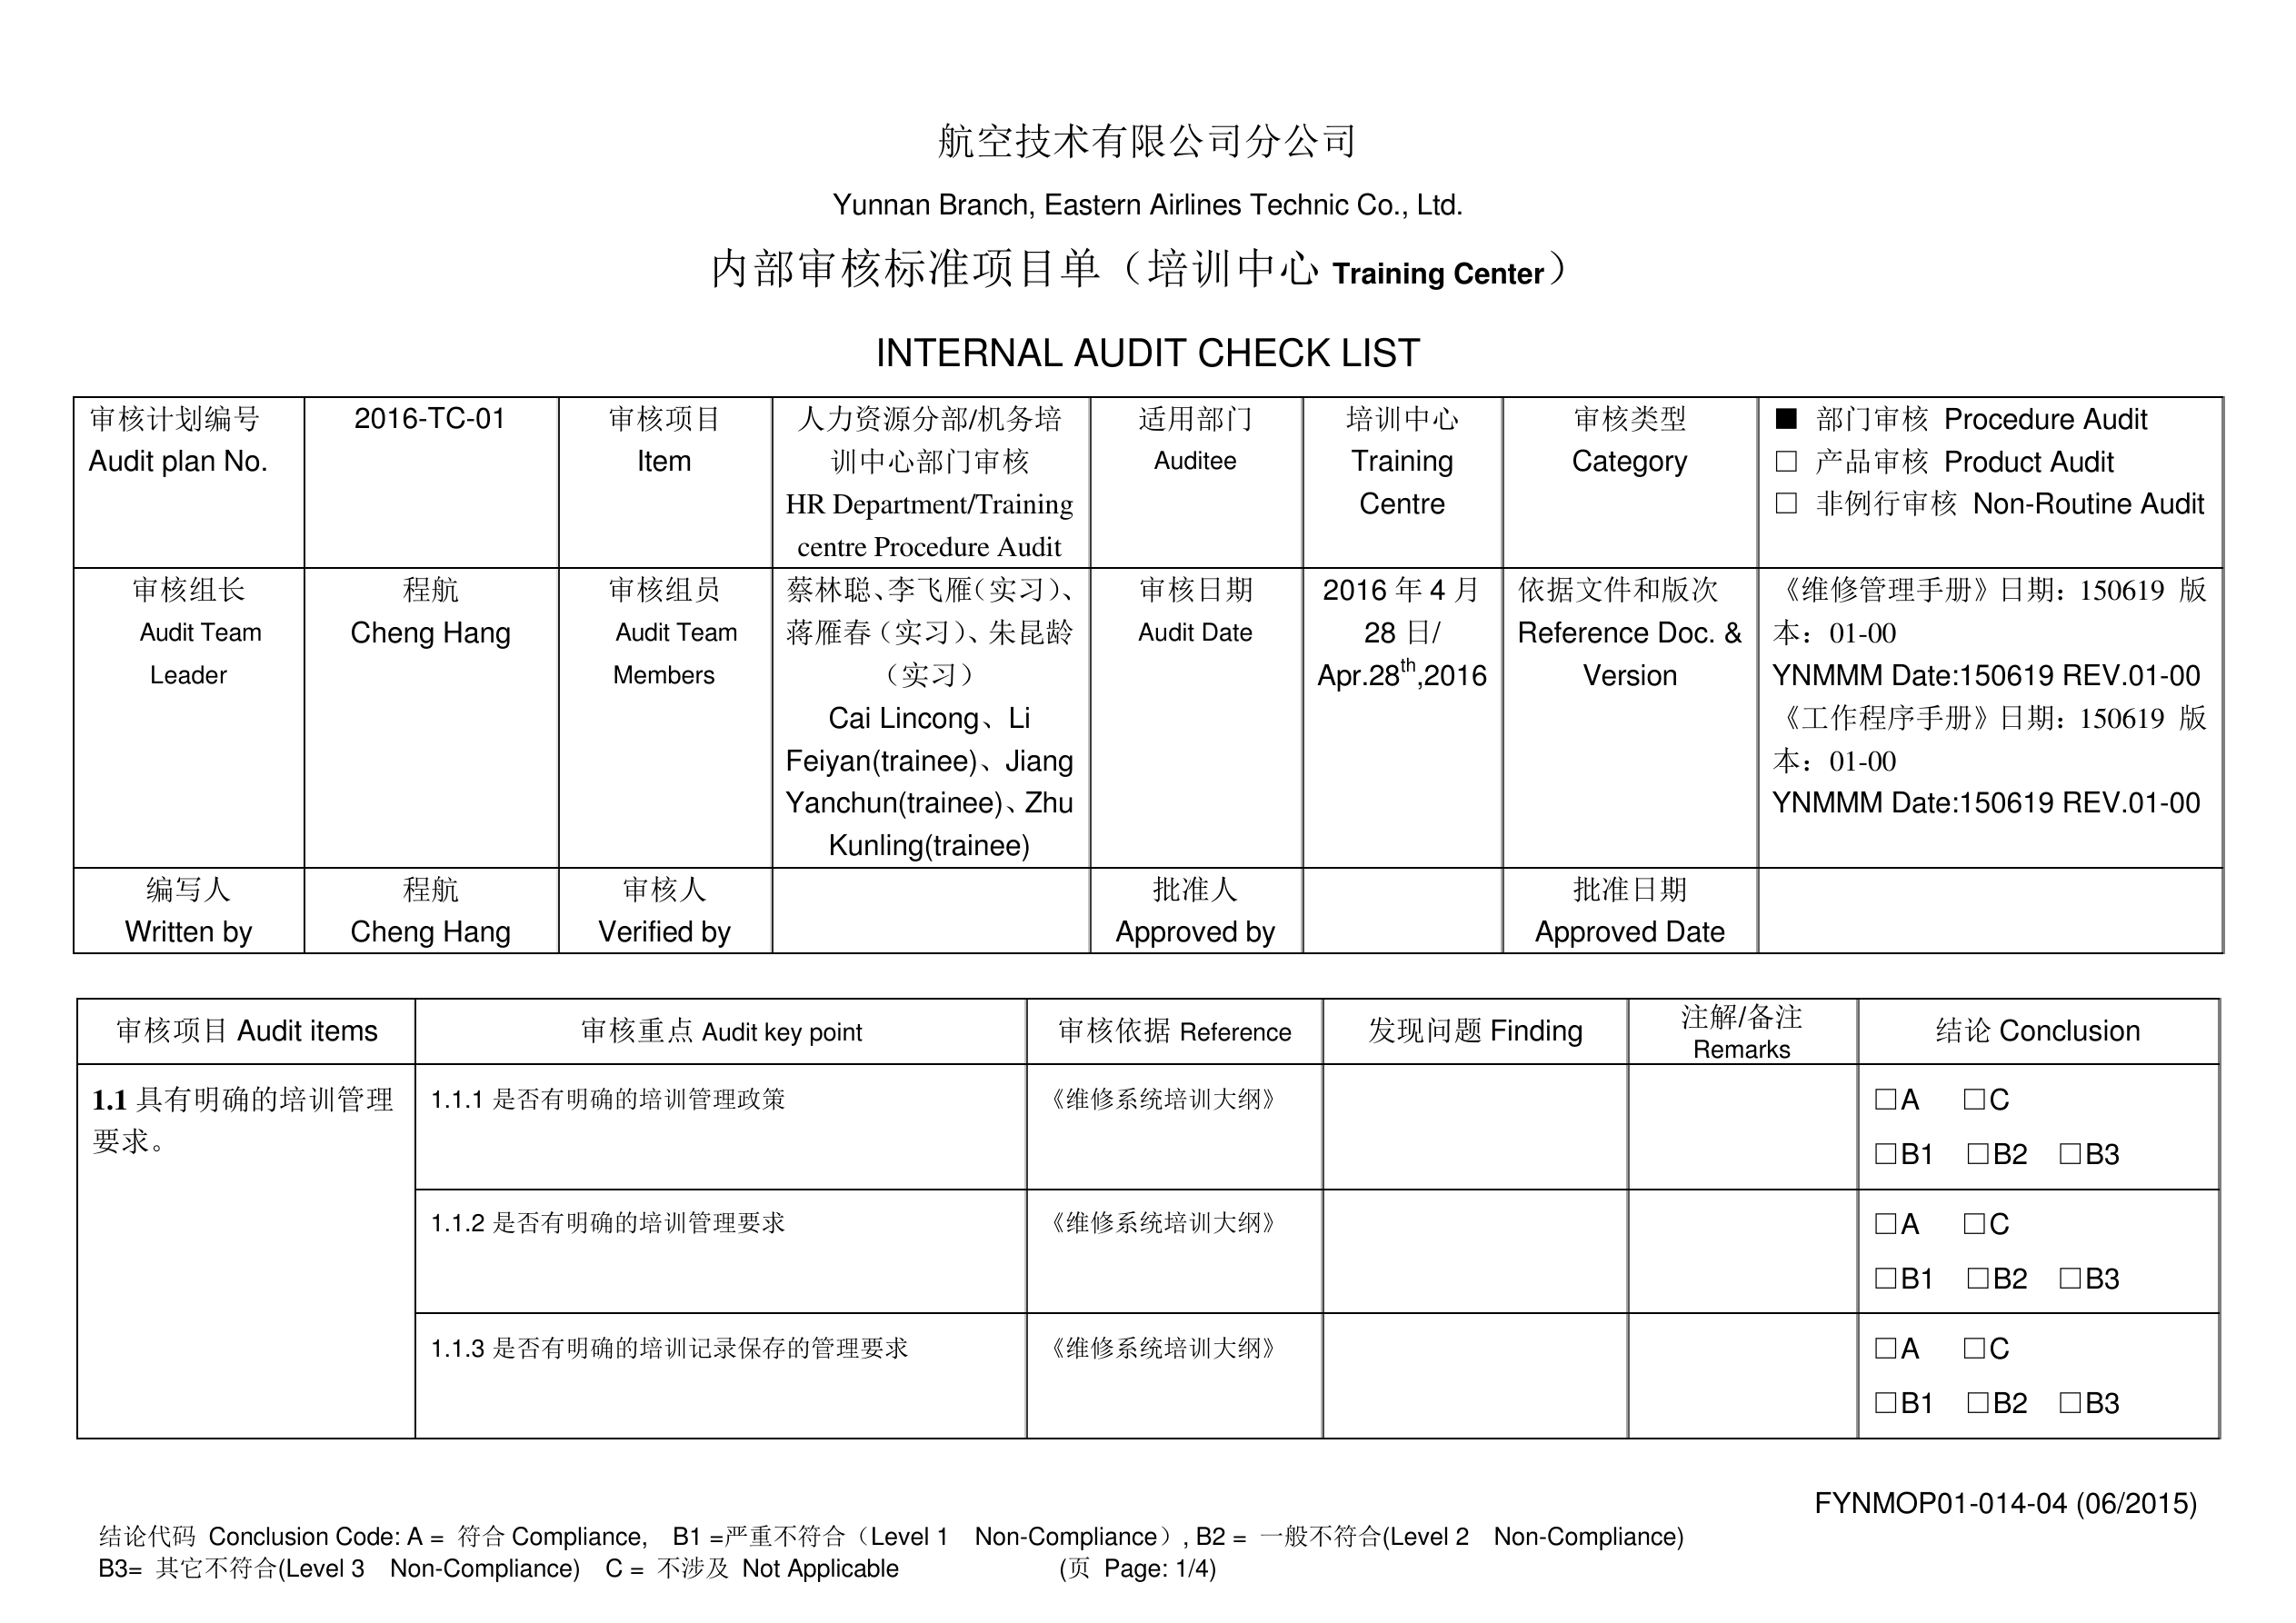 航空技术有限公司分公司
Yunnan Branch, Eastern Airlines Technic Co., Ltd.
内部审核标准项目单（培训中心 Training Center）
INTERNAL AUDIT CHECK LIST
审核计划编号
Audit plan No.
2016-TC-01
审核项目
Item
人力资源分部/机务培
训中心部门审核
HR Department/Training
centre Procedure Audit
适用部门
Auditee
培训中心
Training
Centre
审核类型
Category
■ 部门审核 Procedure Audit
□ 产品审核 Product Audit
□ 非例行审核 Non-Routine Audit
审核组长
Audit Team
Leader
程航
Cheng Hang
审核组员
Audit Team
Members
蔡林聪、李飞雁（实习）、
蒋雁春（实习）、朱昆龄
（实习）
Cai Lincong、Li
Feiyan(trainee)、Jiang
Yanchun(trainee)、Zhu
Kunling(trainee)
审核日期
Audit Date
2016 年 4 月
28 日/
Apr.28th,2016
依据文件和版次
Reference Doc. &
Version
《维修管理手册》日期：150619 版
本：01-00
YNMMM Date:150619 REV.01-00
《工作程序手册》日期：150619 版
本：01-00
YNMMM Date:150619 REV.01-00
编写人
Written by
程航
Cheng Hang
审核人
Verified by
批准人
Approved by
批准日期
Approved Date
审核项目 Audit items
审核重点 Audit key point
审核依据 Reference
发现问题 Finding
注解/备注
Remarks
结论 Conclusion
1.1 具有明确的培训管理
要求。
1.1.1 是否有明确的培训管理政策
《维修系统培训大纲》
□A □C
□B1 □B2 □B3
1.1.2 是否有明确的培训管理要求
《维修系统培训大纲》
□A □C
□B1 □B2 □B3
1.1.3 是否有明确的培训记录保存的管理要求
《维修系统培训大纲》
□A □C
□B1 □B2 □B3
FYNMOP01-014-04 (06/2015)
结论代码 Conclusion Code: A = 符合 Compliance, B1 =严重不符合（Level 1 Non-Compliance）, B2 = 一般不符合(Level 2 Non-Compliance)
B3= 其它不符合(Level 3 Non-Compliance) C = 不涉及 Not Applicable (页 Page: 1/4)